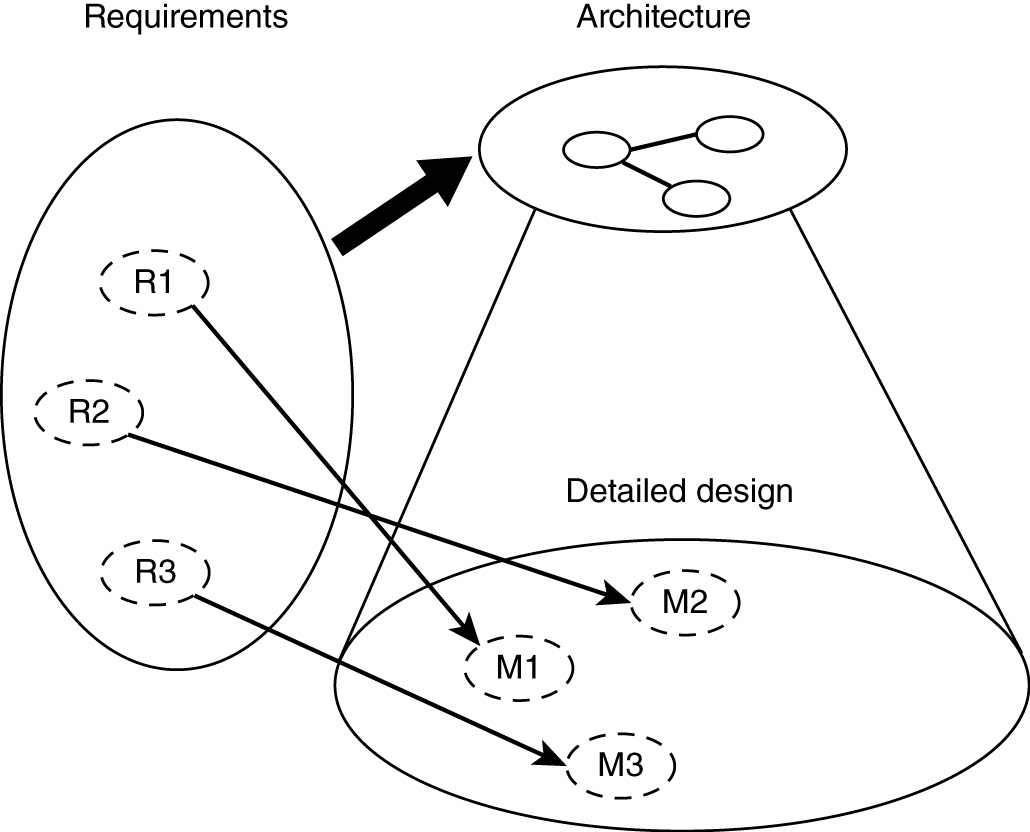 Requirements
Architecture
R1
R2
R3
Detailed design
M2
M1
M3